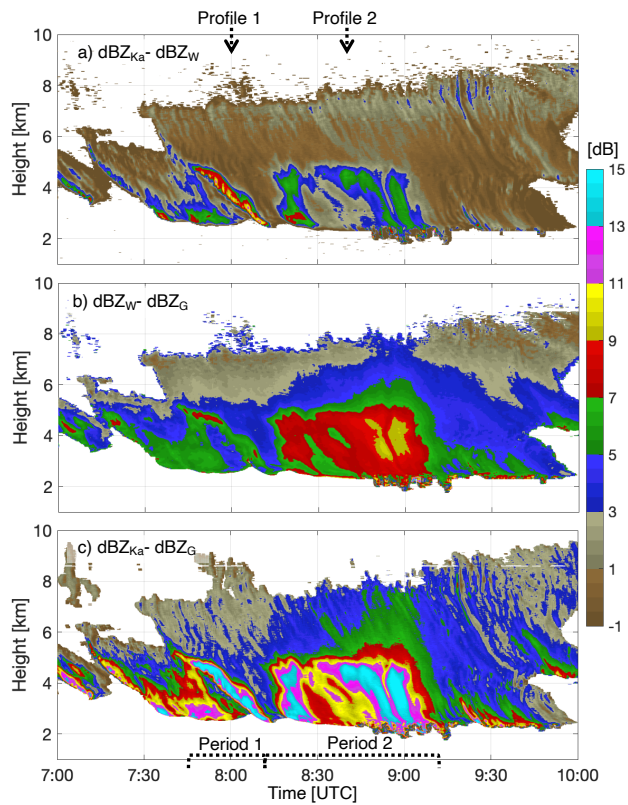 Profile 1 Profile 2
10
a) dBZKa- dBZW
8
6
4
2
Height [km]
[dB]
15
13
11
9
7
5
3
1
-1
10
b) dBZW- dBZG
8
6
4
2
Height [km]
10
c) dBZKa- dBZG
8
6
4
2
Height [km]
Period 1 Period 2
7:00 7:30 8:00 8:30 9:00 9:30 10:00
Time [UTC]